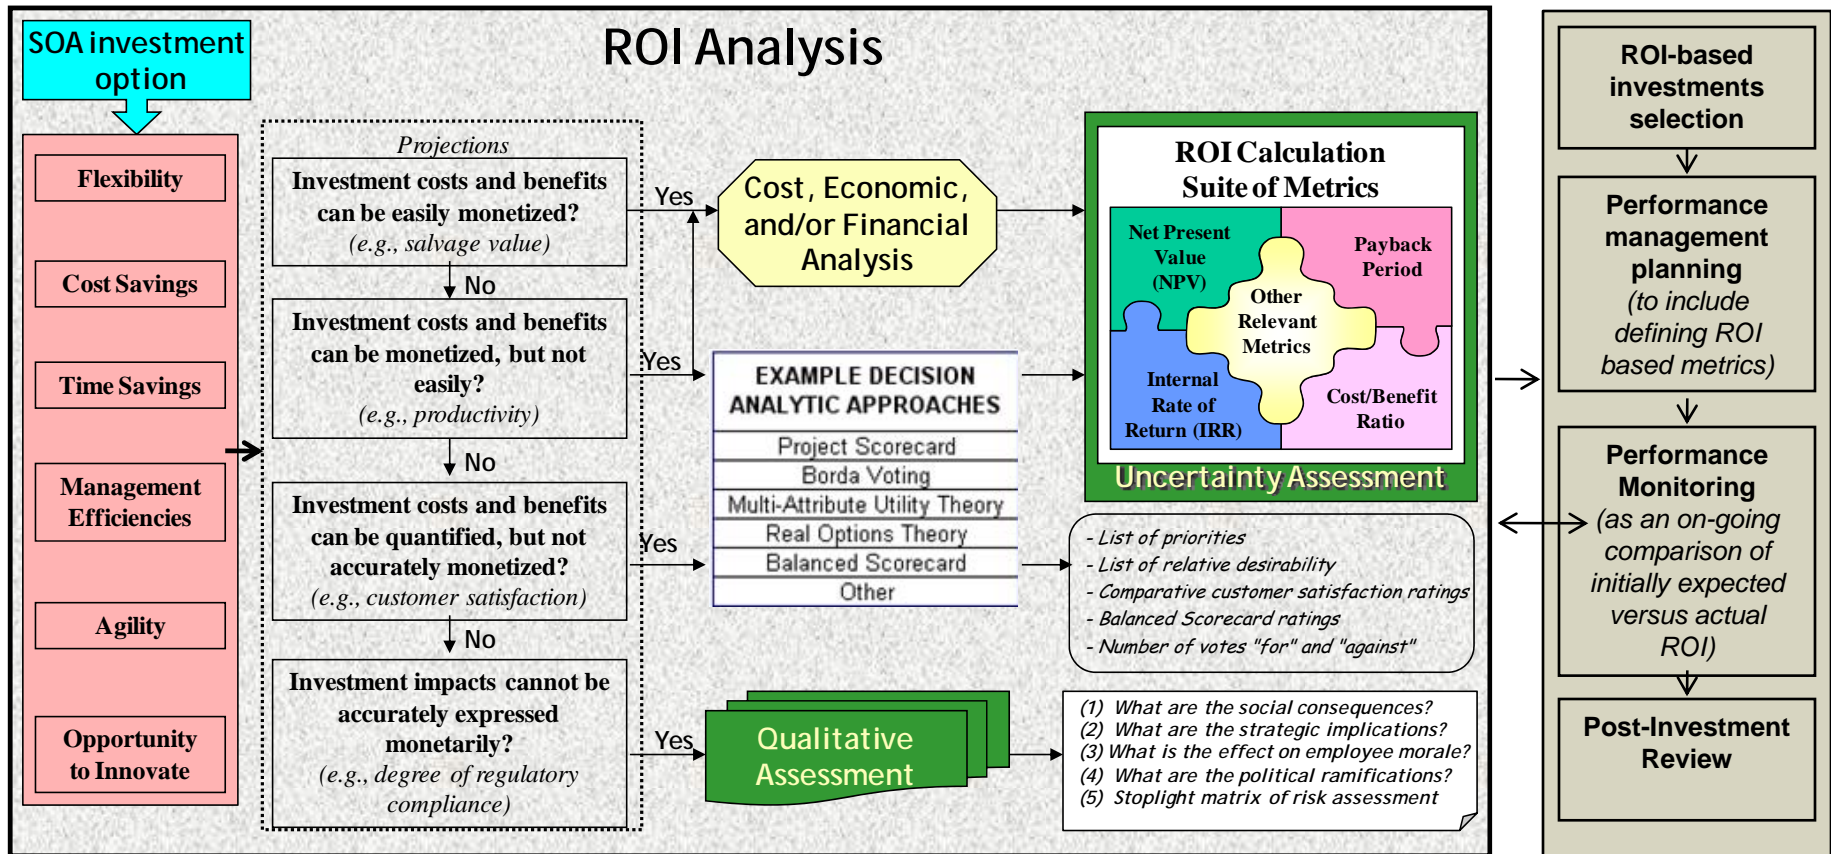 SOA investment
option
ROI Analysis
Flexibility
Cost Savings
Time Savings
Management
Efficiencies
Agility
Opportunity
to Innovate
Projections
Investment costs and benefits
can be easily monetized?
(e.g., salvage value)
Yes
No
Investment costs and benefits
can be monetized, but not
easily?
(e.g., productivity)
Yes
No
Investment costs and benefits
can be quantified, but not
accurately monetized?
(e.g., customer satisfaction)
Yes
No
Investment impacts cannot be
accurately expressed
monetarily?
(e.g., degree of regulatory
compliance)
Yes
Cost, Economic,
and/or Financial
Analysis
EXAMPLE DECISION
ANALYTIC APPROACHES
Project Scorecard
Borda Voting
Multi-Attribute Utility Theory
Real Options Theory
Balanced Scorecard
Other
Qualitative
Assessment
ROI Calculation
Suite of Metrics
Net Present
Value
(NPV)
Payback
Period
Other
Relevant
Metrics
Internal
Rate of
Return (IRR)
Cost/Benefit
Ratio
Uncertainty Assessment
- List of priorities
- List of relative desirability
- Comparative customer satisfaction ratings
- Balanced Scorecard ratings
- Number of votes "for" and "against"
(1) What are the social consequences?
(2) What are the strategic implications?
(3) What is the effect on employee morale?
(4) What are the political ramifications?
(5) Stoplight matrix of risk assessment
ROI-based
investments
selection
Performance
management
planning
(to include
defining ROI
based metrics)
Performance
Monitoring
(as an on-going
comparison of
initially expected
versus actual
ROI)
Post-Investment
Review